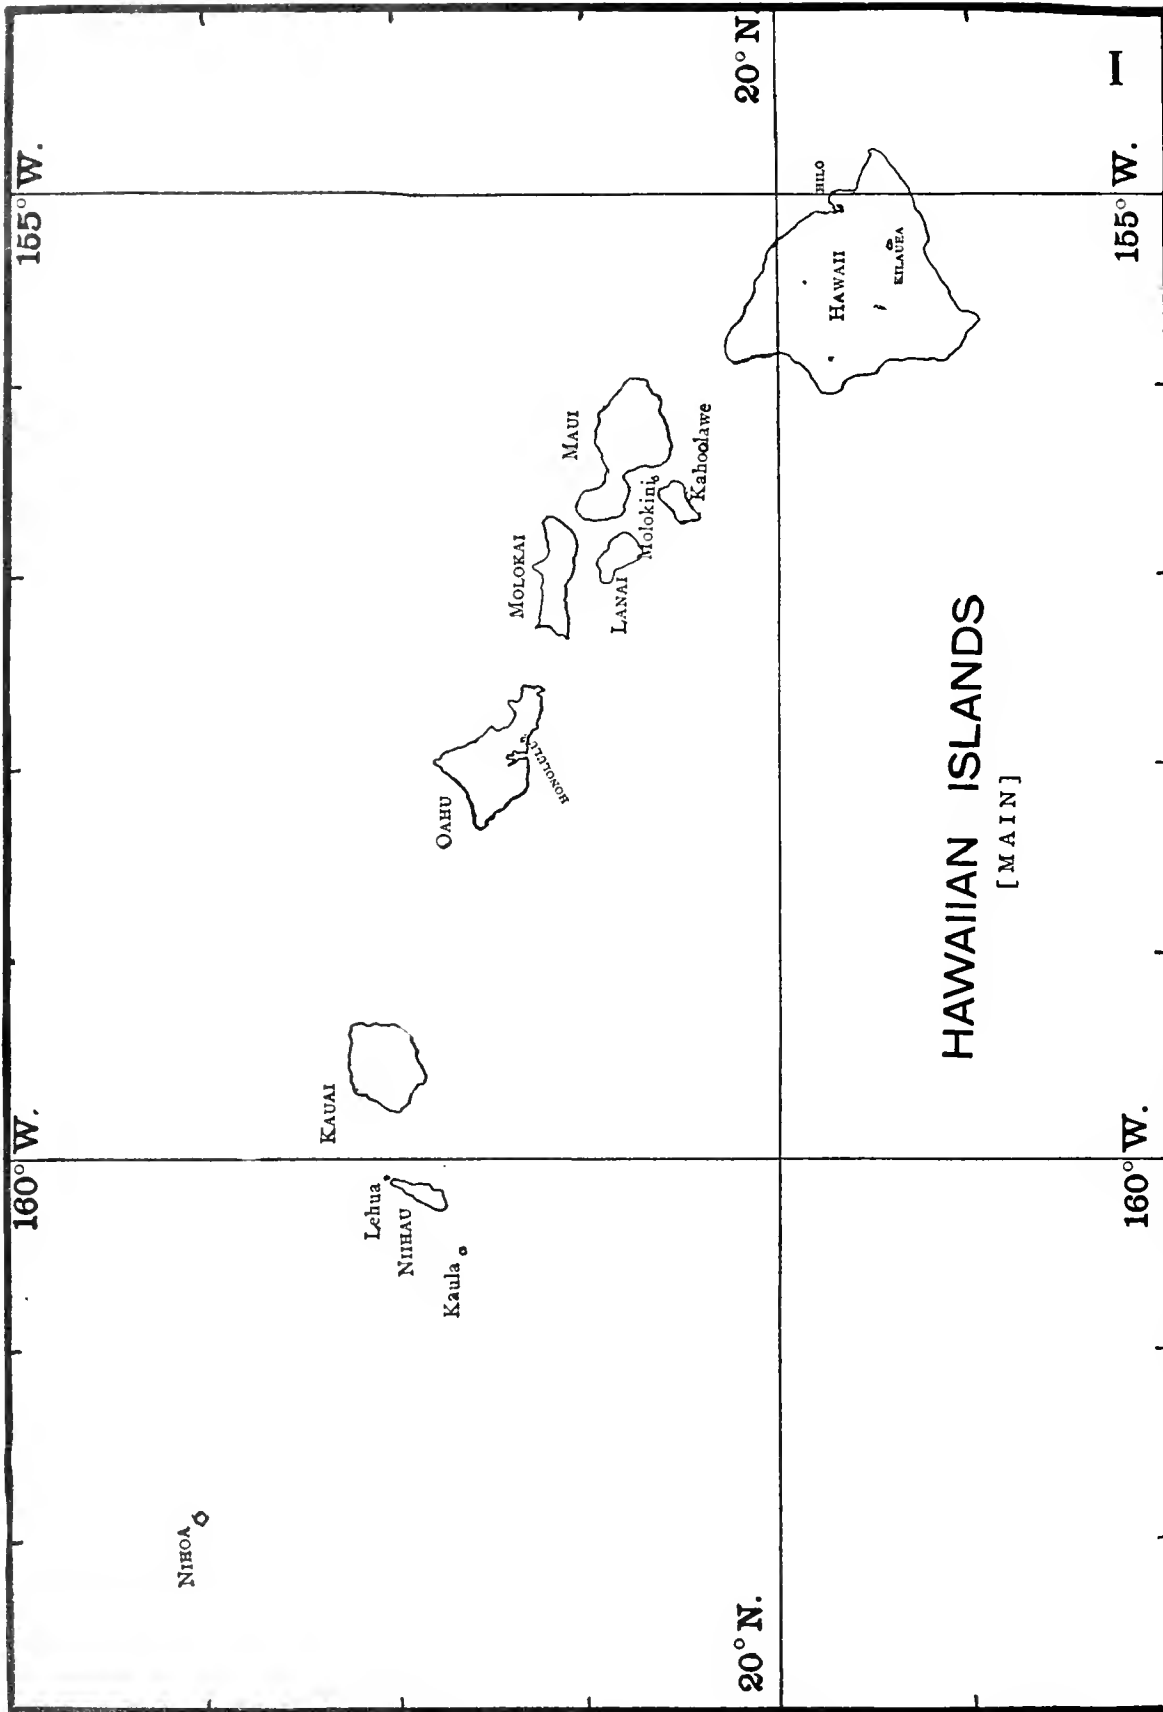 160° W.
155° W.
NIHOA
KAUAI
Lehua
NIIHAU
Kaula
OAHU
HONOLULU
MOLOKAI
MAUI
LANAI
Molokini
Kahoolawe
20° N.
20° N.
HILO
HAWAII
KILAUEA
HAWAIIAN ISLANDS
[MAIN]
160° W.
155° W.
I